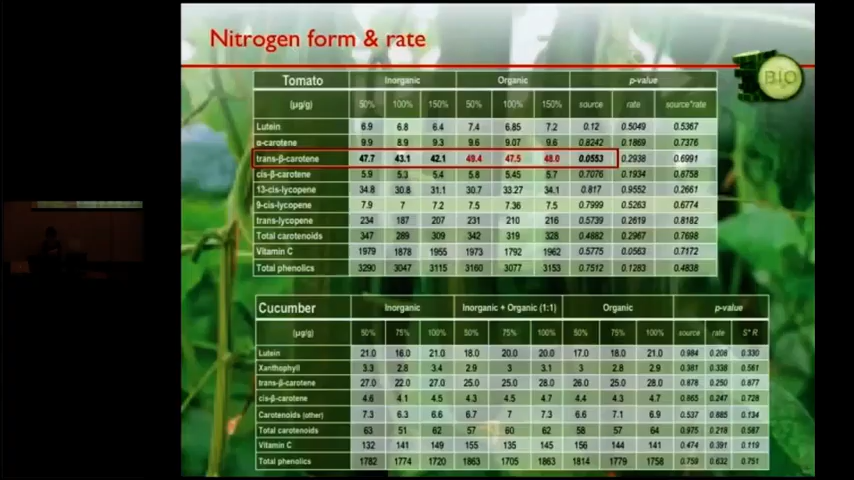 Nitrogen form & rate
BiO
Tomato Inorganic Organic p-value
(µg/g) 50% 100% 150% 50% 100% 150% source rate source*rate
Lutein 6.9 6.8 6.4 7.4 6.85 7.2 0.12 0.5049 0.5367
α-carotene 9.9 8.9 9.3 9.6 9.07 9.6 0.8242 0.1869 0.7376
trans-β-carotene 47.7 43.1 42.1 49.4 47.5 48.0 0.0553 0.2938 0.6991
cis-β-carotene 5.9 5.3 5.4 5.8 5.45 5.7 0.7076 0.1934 0.8758
13-cis-lycopene 34.8 30.8 31.1 30.7 33.27 34.1 0.817 0.9552 0.2661
9-cis-lycopene 7.9 7 7.2 7.5 7.36 7.5 0.7999 0.5263 0.6774
trans-lycopene 234 187 207 231 210 216 0.5739 0.2619 0.8182
Total carotenoids 347 289 309 342 319 328 0.4882 0.2967 0.7698
Vitamin C 1979 1878 1955 1973 1792 1962 0.5775 0.0563 0.7172
Total phenolics 3290 3047 3115 3160 3077 3153 0.7512 0.1283 0.4838
Cucumber Inorganic Inorganic + Organic (1:1) Organic p-value
(µg/g) 50% 75% 100% 50% 75% 100% 50% 75% 100% source rate S* R
Lutein 21.0 16.0 21.0 18.0 20.0 20.0 17.0 18.0 21.0 0.984 0.206 0.330
Xanthophyll 3.3 2.8 3.4 2.9 3 3.1 3 2.8 2.9 0.381 0.338 0.561
trans-β-carotene 27.0 22.0 27.0 25.0 25.0 28.0 26.0 25.0 28.0 0.878 0.250 0.877
cis-β-carotene 4.6 4.1 4.5 4.3 4.5 4.7 4.4 4.3 4.7 0.865 0.247 0.728
Carotenoids (other) 7.3 6.3 6.6 6.7 7 7.3 6.6 7.1 6.9 0.537 0.885 0.134
Total carotenoids 63 51 62 57 60 62 58 57 64 0.975 0.218 0.587
Vitamin C 132 141 149 155 135 145 156 144 141 0.474 0.391 0.119
Total phenolics 1782 1774 1720 1863 1705 1863 1814 1779 1758 0.759 0.632 0.751